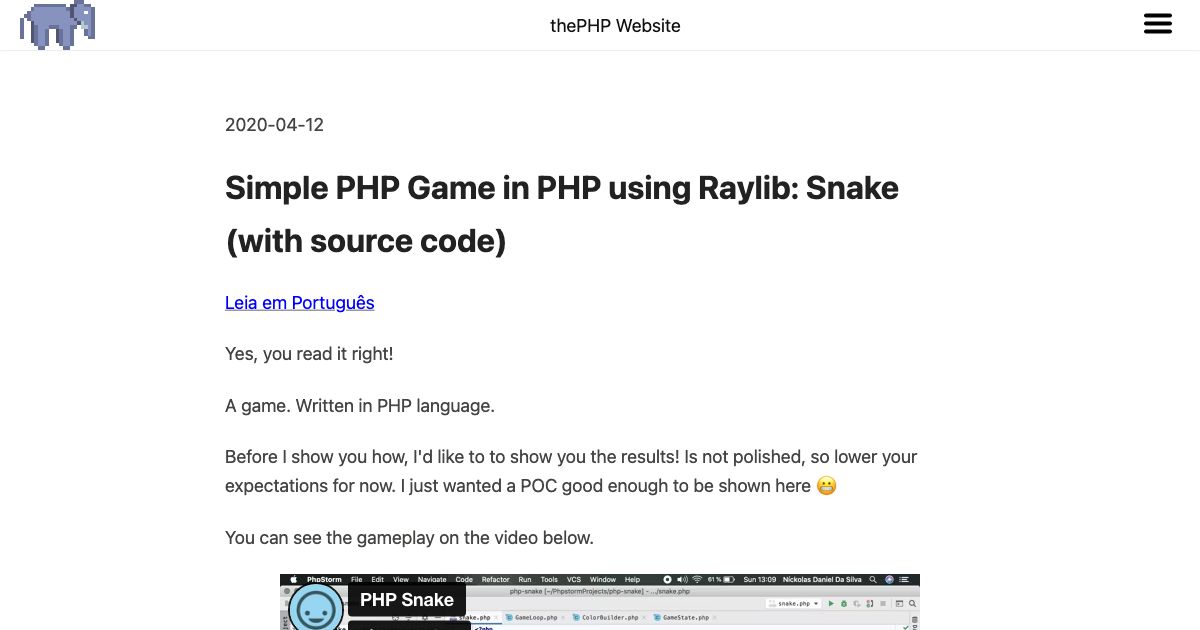 thePHP Website
2020-04-12
Simple PHP Game in PHP using Raylib: Snake
(with source code)
Leia em Português
Yes, you read it right!
A game. Written in PHP language.
Before I show you how, I'd like to to show you the results! Is not polished, so lower your
expectations for now. I just wanted a POC good enough to be shown here 😬
You can see the gameplay on the video below.
PhpStorm File Edit View Navigate Code Refactor Run Tools VCS Window Help 61% Sun 13:09 Nickolas Daniel Da Silva
php-snake [~/PhpstormProjects/php-snake] - .../snake.php
PHP Snake
snake.php
snake.php GameLoop.php ColorBuilder.php GameState.php
<?php